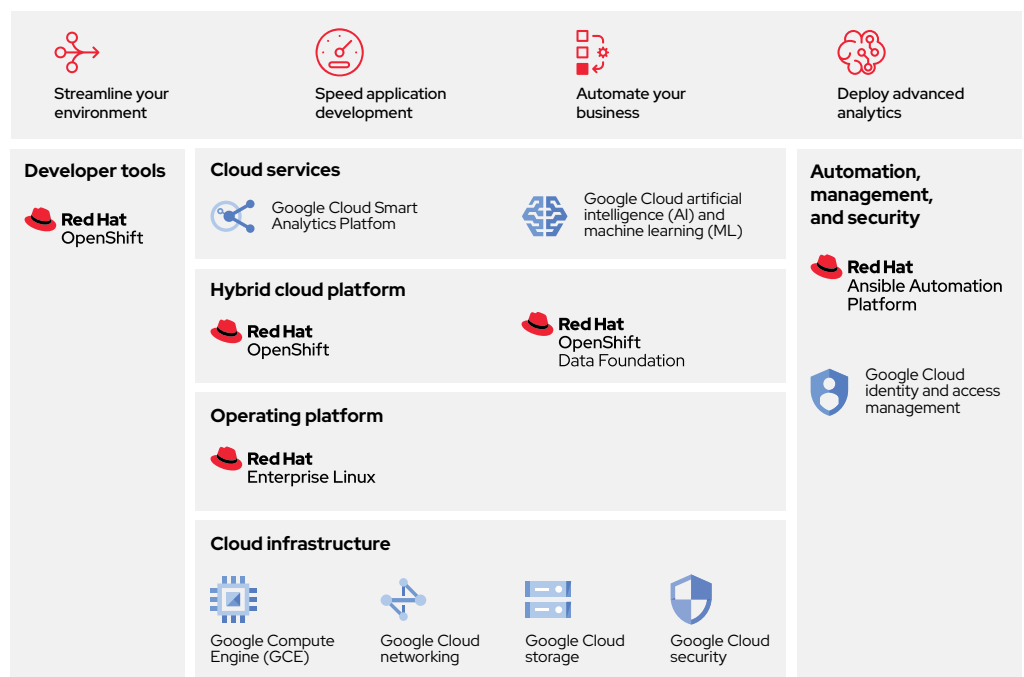 Streamline your
environment
Speed application
development
Automate your
business
Deploy advanced
analytics
Developer tools
Red Hat
OpenShift
Cloud services
Google Cloud Smart
Analytics Platfom
Google Cloud artificial
intelligence (AI) and
machine learning (ML)
Hybrid cloud platform
Red Hat
OpenShift
Red Hat
OpenShift
Data Foundation
Operating platform
Red Hat
Enterprise Linux
Cloud infrastructure
Google Compute
Engine (GCE)
Google Cloud
networking
Google Cloud
storage
Google Cloud
security
Automation,
management,
and security
Red Hat
Ansible Automation
Platform
Google Cloud
identity and access
management